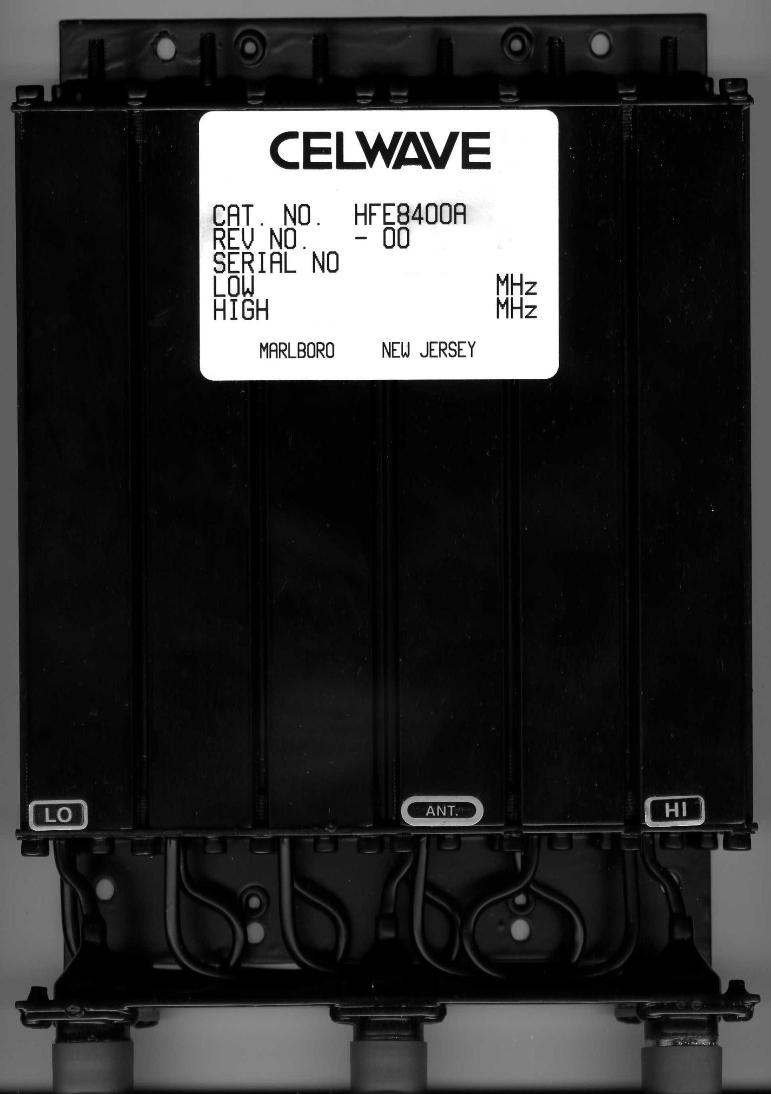 CELWAVE
CAT. NO. HFE8400A
REV NO. - 00
SERIAL NO
LOW MHz
HIGH MHz
MARLBORO NEW JERSEY
LO ANT. HI